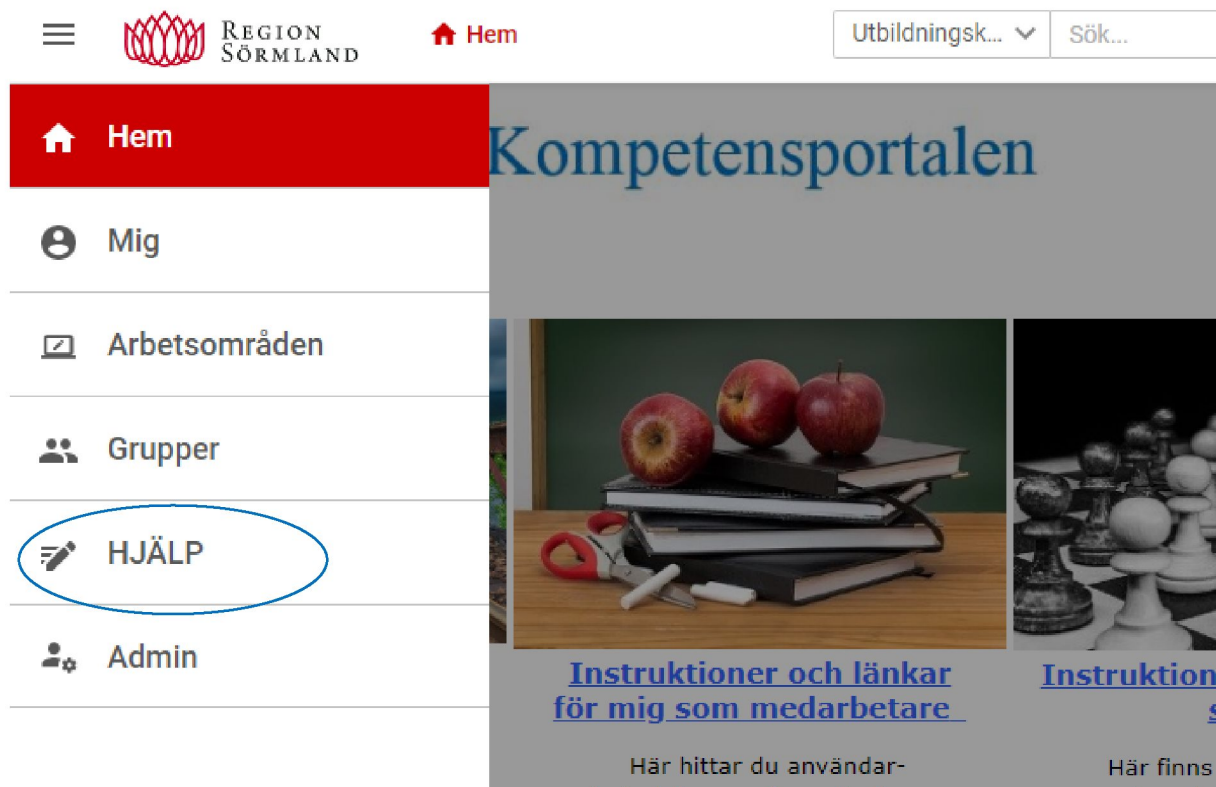 REGION
SÖRMLAND
Hem
Utbildningsk...
Sök...
Hem
Mig
Arbetsområden
Grupper
HJÄLP
Admin
Kompetensportalen
Instruktioner och länkar
för mig som medarbetare
Här hittar du användar-
Instruktion
s
Här finns